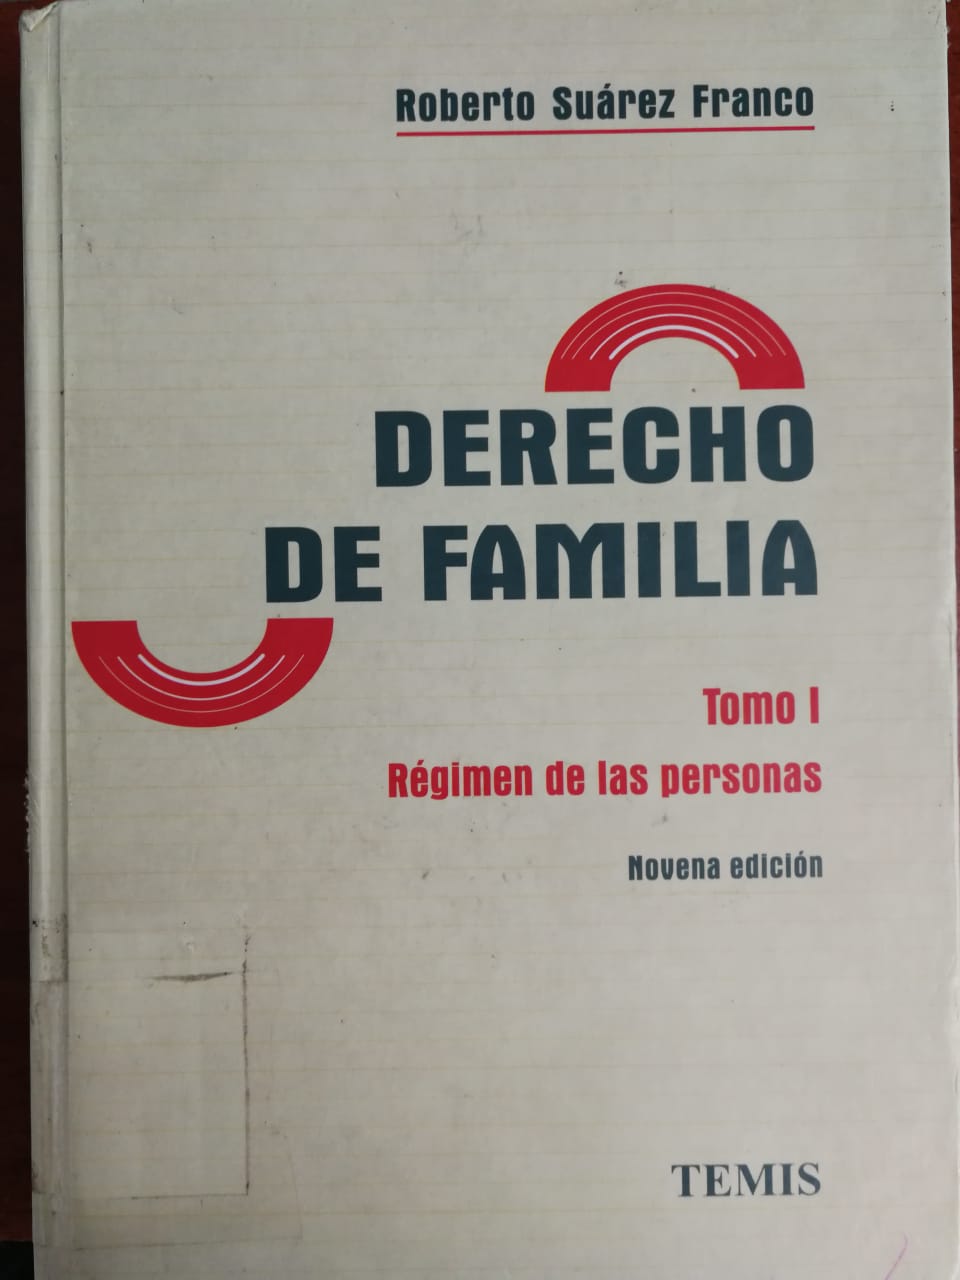 Roberto Suárez Franco
DERECHO
DE FAMILIA
Tomo I
Régimen de las personas
Novena edición
TEMIS